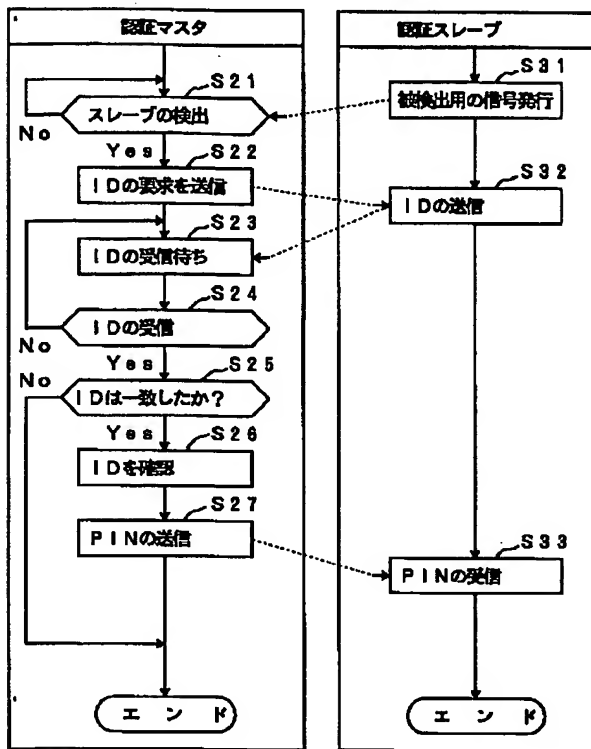 認証マスタ
S21
スレーブの検出
No
Yes
S22
IDの要求を送信
S23
IDの受信待ち
S24
IDの受信
No
Yes
S25
No
IDは一致したか？
Yes
S26
IDを確認
S27
PINの送信
エンド
認証スレーブ
S31
被検出用の信号発行
S32
IDの送信
S33
PINの受信
エンド